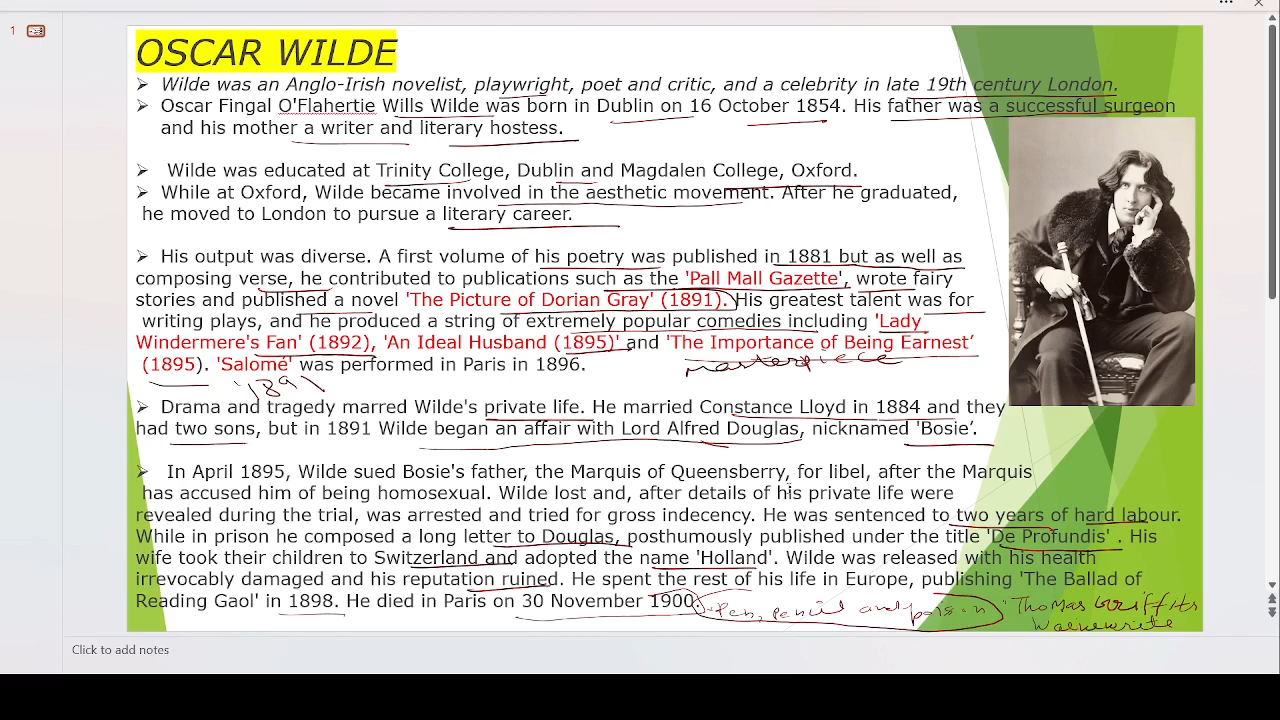 1
OSCAR WILDE
➢ Wilde was an Anglo-Irish novelist, playwright, poet and critic, and a celebrity in late 19th century London.
➢ Oscar Fingal O'Flahertie Wills Wilde was born in Dublin on 16 October 1854. His father was a successful surgeon
and his mother a writer and literary hostess.
➢ Wilde was educated at Trinity College, Dublin and Magdalen College, Oxford.
➢ While at Oxford, Wilde became involved in the aesthetic movement. After he graduated,
he moved to London to pursue a literary career.
➢ His output was diverse. A first volume of his poetry was published in 1881 but as well as
composing verse, he contributed to publications such as the 'Pall Mall Gazette', wrote fairy
stories and published a novel 'The Picture of Dorian Gray' (1891). His greatest talent was for
writing plays, and he produced a string of extremely popular comedies including 'Lady
Windermere's Fan' (1892), 'An Ideal Husband (1895)' and 'The Importance of Being Earnest'
(1895). 'Salomé' was performed in Paris in 1896.
masterpiece
'1891
➢ Drama and tragedy marred Wilde's private life. He married Constance Lloyd in 1884 and they
had two sons, but in 1891 Wilde began an affair with Lord Alfred Douglas, nicknamed 'Bosie'.
➢ In April 1895, Wilde sued Bosie's father, the Marquis of Queensberry, for libel, after the Marquis
has accused him of being homosexual. Wilde lost and, after details of his private life were
revealed during the trial, was arrested and tried for gross indecency. He was sentenced to two years of hard labour.
While in prison he composed a long letter to Douglas, posthumously published under the title 'De Profundis' . His
wife took their children to Switzerland and adopted the name 'Holland'. Wilde was released with his health
irrevocably damaged and his reputation ruined. He spent the rest of his life in Europe, publishing 'The Ballad of
Reading Gaol' in 1898. He died in Paris on 30 November 1900.
Pen, pencil and poison "Thomas Griffiths
Click to add notes